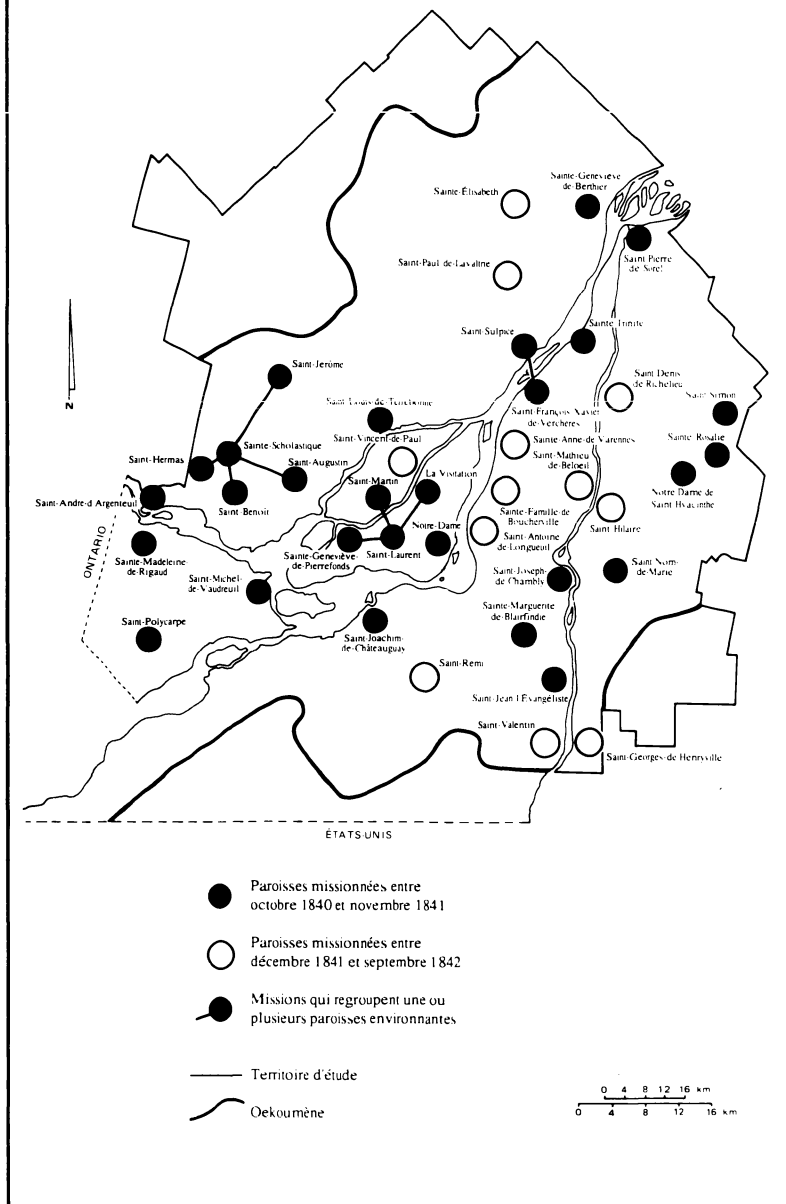 Sainte-Geneviève
de-Berthier
Sainte-Élisabeth
Saint-Paul-de-Lavaltrie
Saint Pierre
de Sorel
Saint-Sulpice
Sainte Trinité
Saint-Jerôme
Saint Denis
de Richelieu
Saint-Louis-de-Terrebonne
Saint-François Xavier
de-Verchères
Saint Simon
Saint-Vincent-de-Paul
Sainte-Anne-de-Varennes
Sainte-Scholastique
Sainte-Rosalie
Saint-Hermas
Saint-Augustin
Saint-Martin
La Visitation
Saint-Mathieu
de-Beloeil
Saint-André-d'Argenteuil
Saint-Benoit
Notre Dame de
Saint Hyacinthe
Sainte-Famille-de
Boucherville
Saint Hilaire
ONTARIO
Sainte-Geneviève-
de-Pierrefonds
Saint-Laurent
Notre-Dame
Saint-Antoine
de-Longueuil
Sainte-Madeleine
de-Rigaud
Saint-Michel-
de-Vaudreuil
Saint-Joseph-
de-Chambly
Saint Nom-
de-Marie
Saint-Polycarpe
Sainte-Marguerite
de-Blairfindie
Saint-Joachim-
de-Châteauguay
Saint-Remi
Saint-Jean l'Évangéliste
Saint-Valentin
Saint-Georges-de Henryville
N
ÉTATS-UNIS
Paroisses missionnées entre
octobre 1840 et novembre 1841
Paroisses missionnées entre
décembre 1841 et septembre 1842
Missions qui regroupent une ou
plusieurs paroisses environnantes
Territoire d'étude
Oekoumène
0 4 8 12 16 km
0 4 8 12 16 km